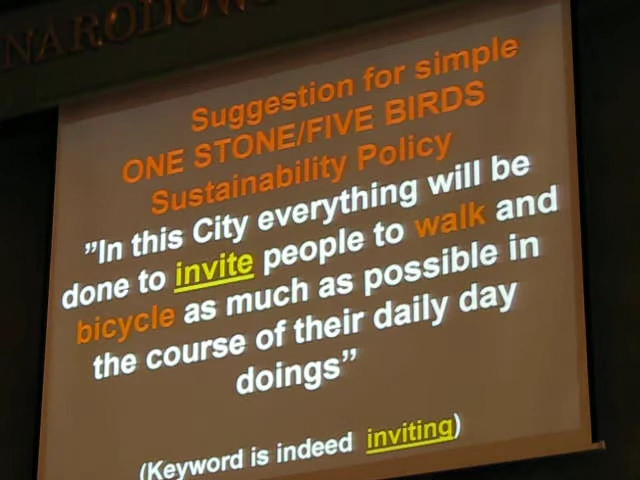 NARODOW
Suggestion for simple
ONE STONE/FIVE BIRDS
Sustainability Policy
"In this City everything will be
done to invite people to walk and
bicycle as much as possible in
the course of their daily day
doings"
(Keyword is indeed inviting)